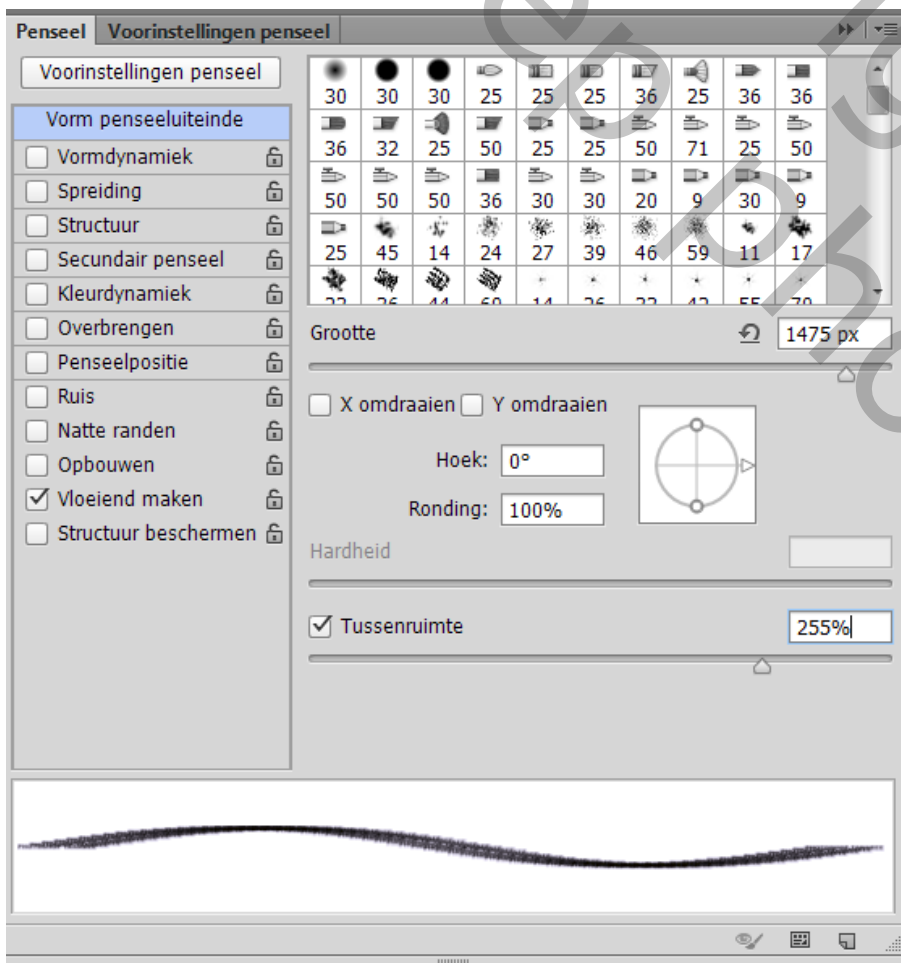 Penseel Voorinstellingen penseel
Voorinstellingen penseel
Vorm penseeluiteinde
Vormdynamiek
Spreiding
Structuur
Secundair penseel
Kleurdynamiek
Overbrengen
Penseelpositie
Ruis
Natte randen
Opbouwen
Vloeiend maken
Structuur beschermen
30 30 30 25 25 25 36 25 36 36
36 32 25 50 25 25 50 71 25 50
50 50 50 36 30 30 20 9 30 9
25 45 14 24 27 39 46 59 11 17
Grootte 1475 px
X omdraaien Y omdraaien
Hoek: 0°
Ronding: 100%
Hardheid
Tussenruimte 255%